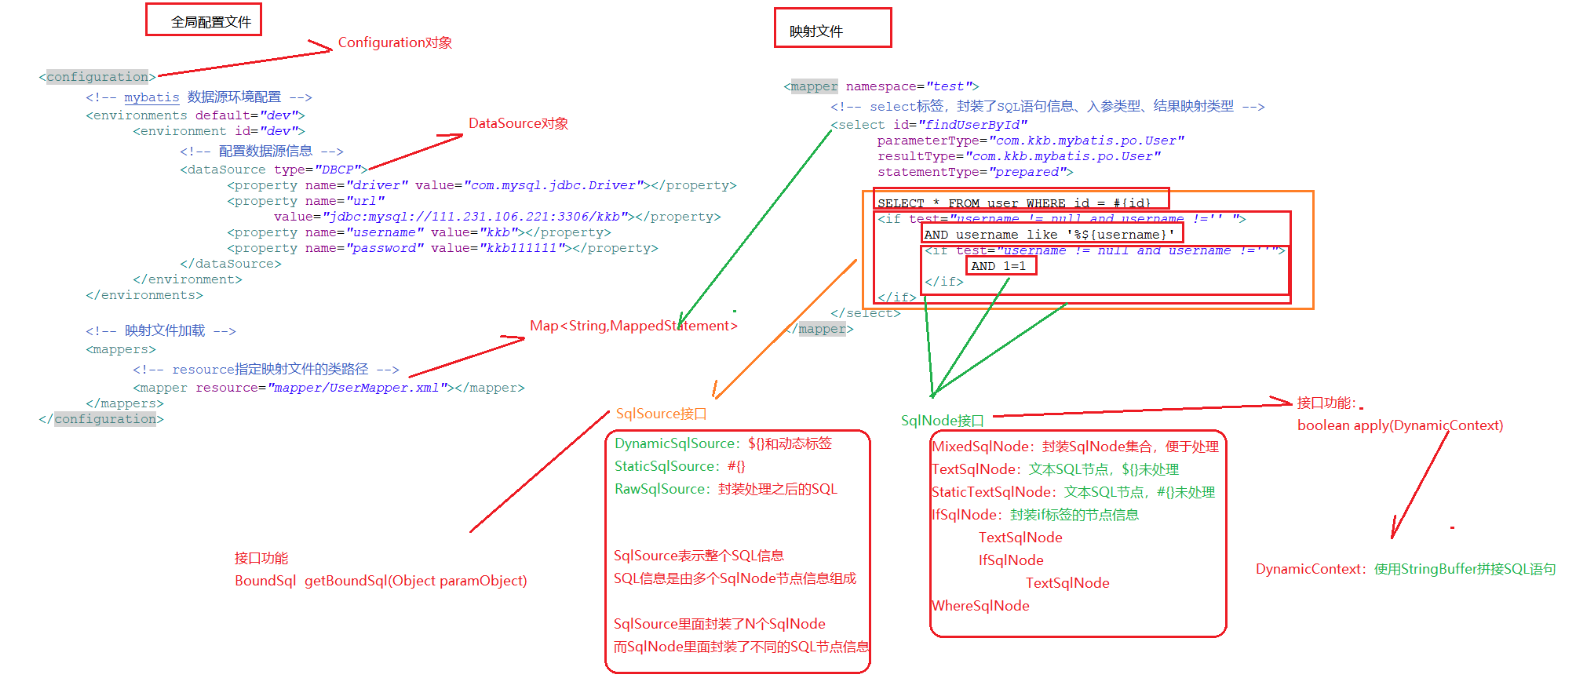 全局配置文件
Configuration对象
<configuration>
<!-- mybatis 数据源环境配置 -->
<environments default="dev">
<environment id="dev">
DataSource对象
<!-- 配置数据源信息 -->
<dataSource type="DBCP">
<property name="driver" value="com.mysql.jdbc.Driver"></property>
<property name="url"
value="jdbc:mysql://111.231.106.221:3306/kkb"></property>
<property name="username" value="kkb"></property>
<property name="password" value="kkb111111"></property>
</dataSource>
</environment>
</environments>
<!-- 映射文件加载 -->
<mappers>
<!-- resource指定映射文件的类路径 -->
<mapper resource="mapper/UserMapper.xml"></mapper>
</mappers>
</configuration>
Map<String,MappedStatement>
映射文件
<mapper namespace="test">
<!-- select标签，封装了SQL语句信息、入参类型、结果映射类型 -->
<select id="findUserById"
parameterType="com.kkb.mybatis.po.User"
resultType="com.kkb.mybatis.po.User"
statementType="prepared">
SELECT * FROM user WHERE id = #{id}
<if test="username != null and username !='' ">
AND username like '%${username}'
<if test="username != null and username !=''">
AND 1=1
</if>
</if>
</select>
</mapper>
SqlSource接口
DynamicSqlSource：${}和动态标签
StaticSqlSource：#{}
RawSqlSource：封装处理之后的SQL
SqlSource表示整个SQL信息
SQL信息是由多个SqlNode节点信息组成
SqlSource里面封装了N个SqlNode
而SqlNode里面封装了不同的SQL节点信息
接口功能
BoundSql getBoundSql(Object paramObject)
SqlNode接口
MixedSqlNode：封装SqlNode集合，便于处理
TextSqlNode：文本SQL节点，${}未处理
StaticTextSqlNode：文本SQL节点，#{}未处理
IfSqlNode：封装if标签的节点信息
TextSqlNode
IfSqlNode
TextSqlNode
WhereSqlNode
接口功能：
boolean apply(DynamicContext)
DynamicContext：使用StringBuffer拼接SQL语句